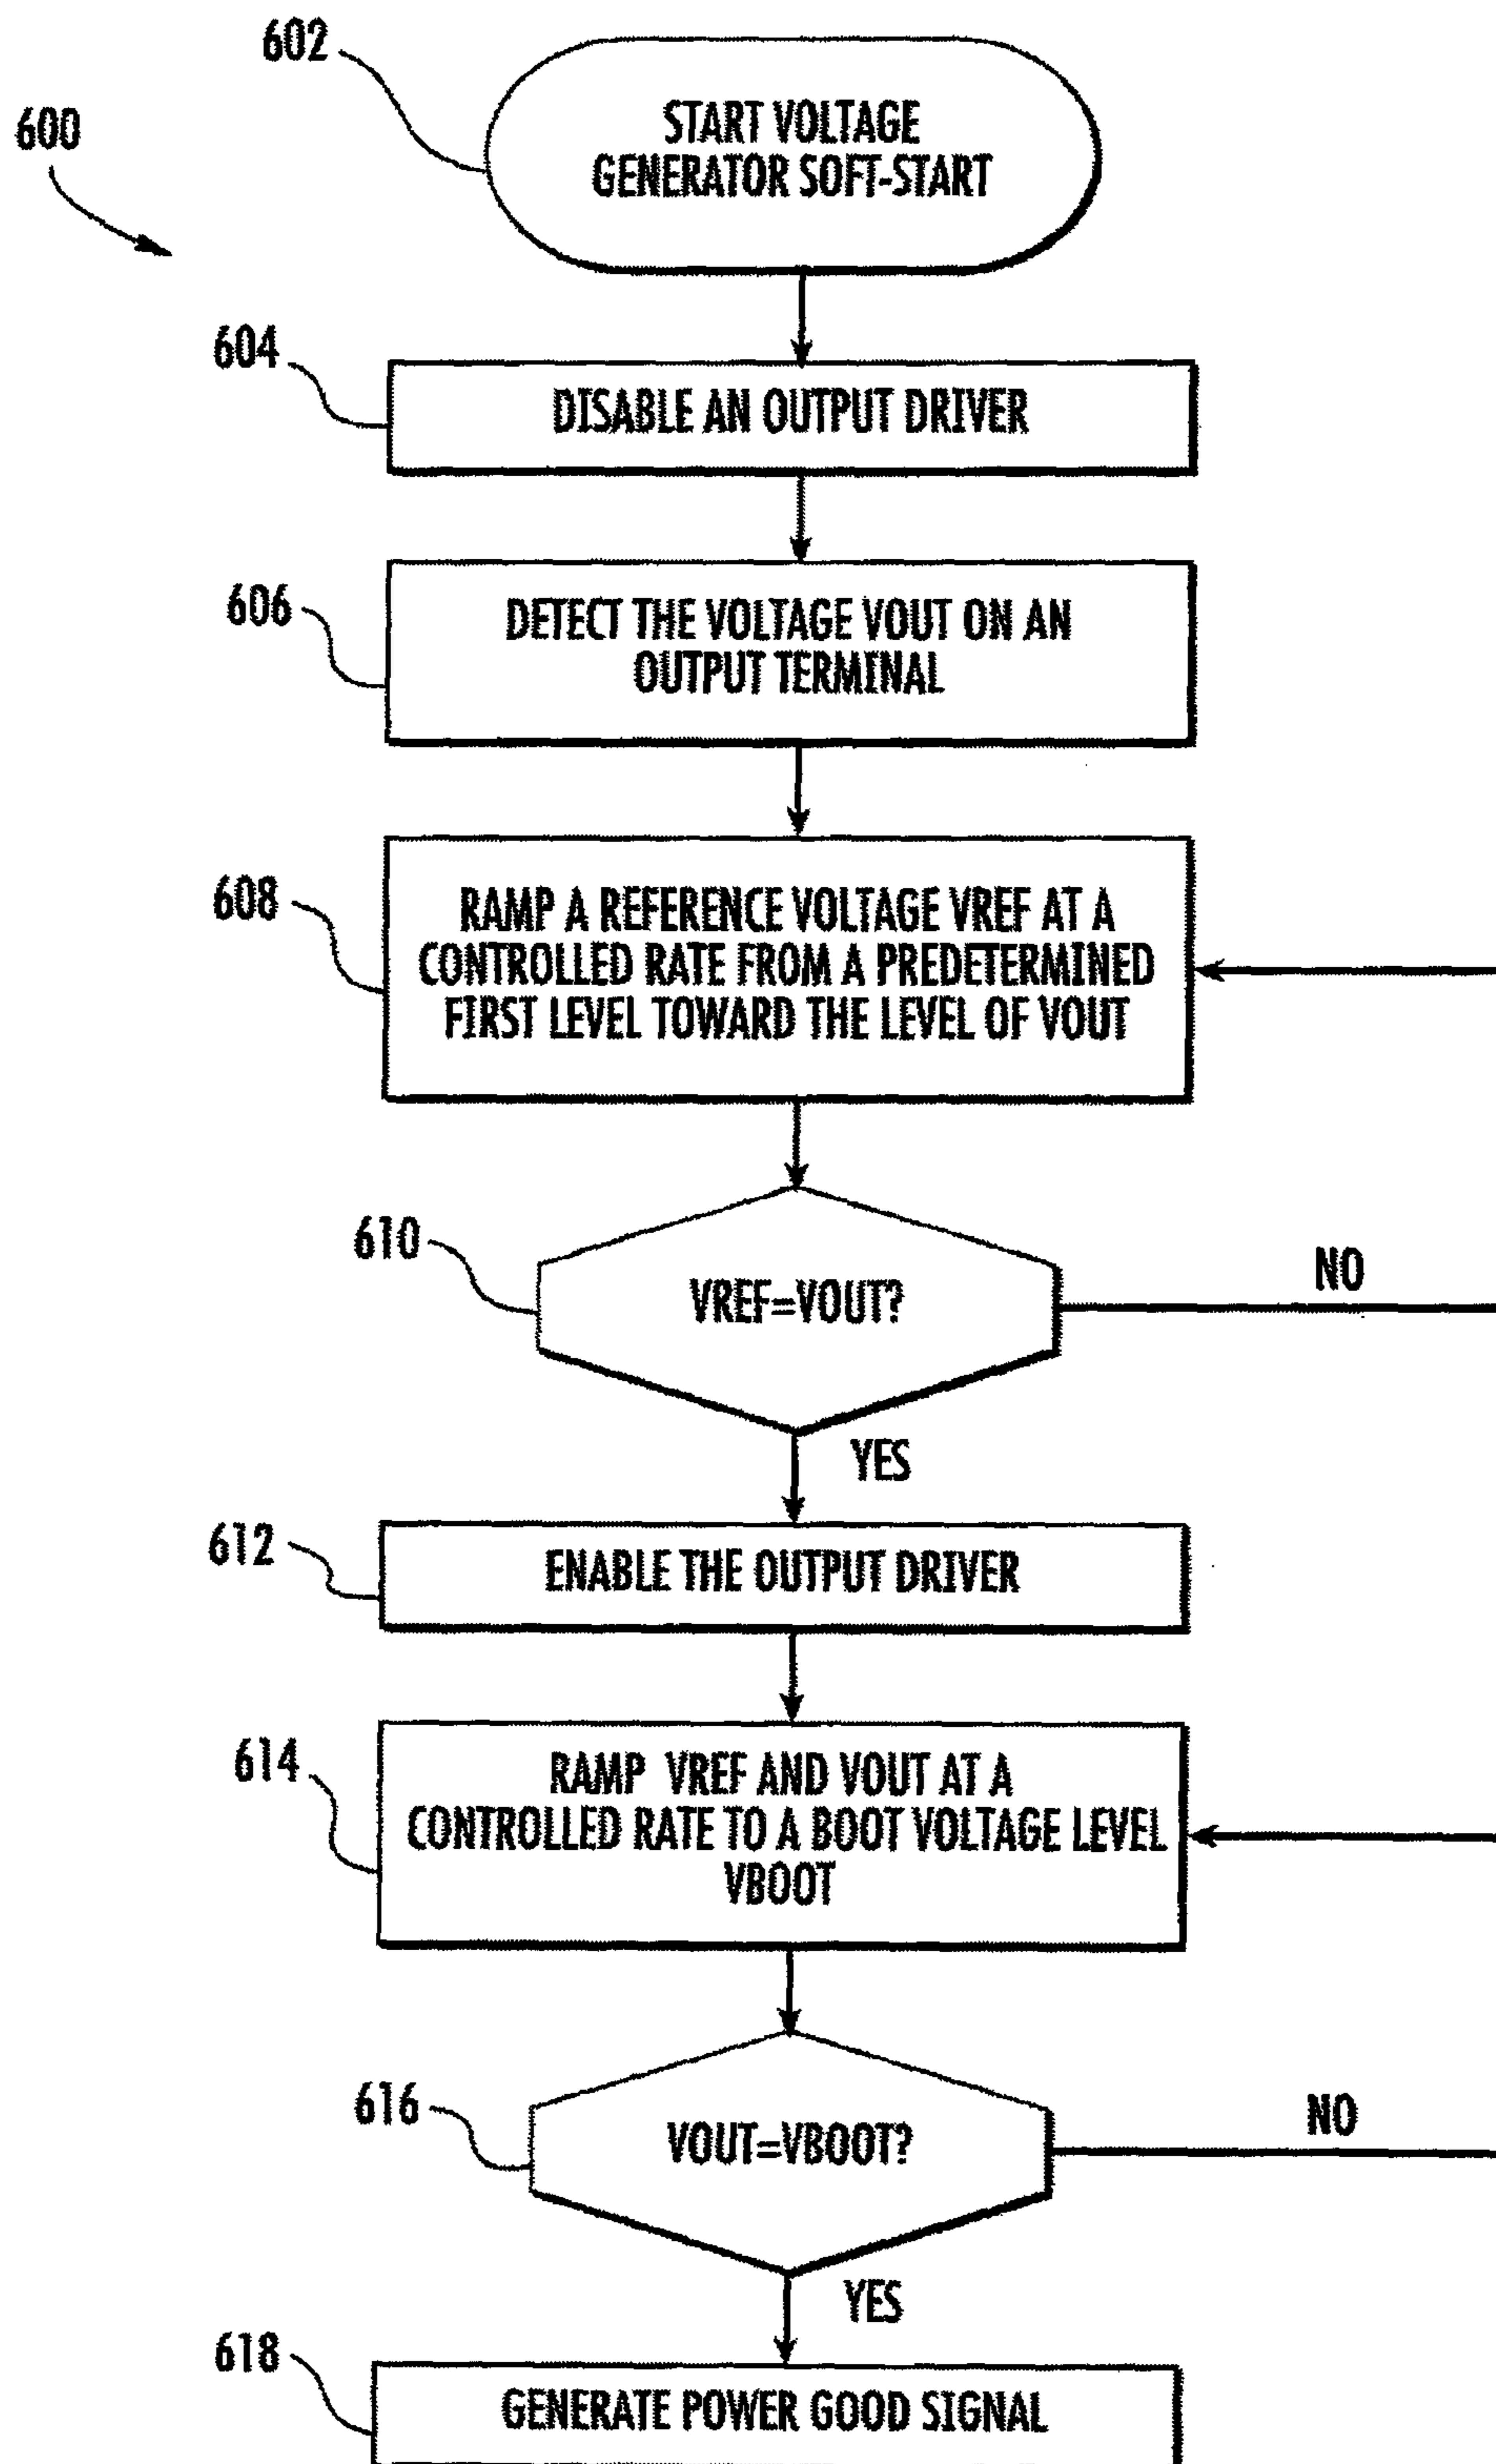 602
600
START VOLTAGE
GENERATOR SOFT-START
604
DISABLE AN OUTPUT DRIVER
606
DETECT THE VOLTAGE VOUT ON AN
OUTPUT TERMINAL
608
RAMP A REFERENCE VOLTAGE VREF AT A
CONTROLLED RATE FROM A PREDETERMINED
FIRST LEVEL TOWARD THE LEVEL OF VOUT
610
VREF=VOUT?
NO
YES
612
ENABLE THE OUTPUT DRIVER
614
RAMP VREF AND VOUT AT A
CONTROLLED RATE TO A BOOT VOLTAGE LEVEL
VBOOT
616
VOUT=VBOOT?
NO
YES
618
GENERATE POWER GOOD SIGNAL